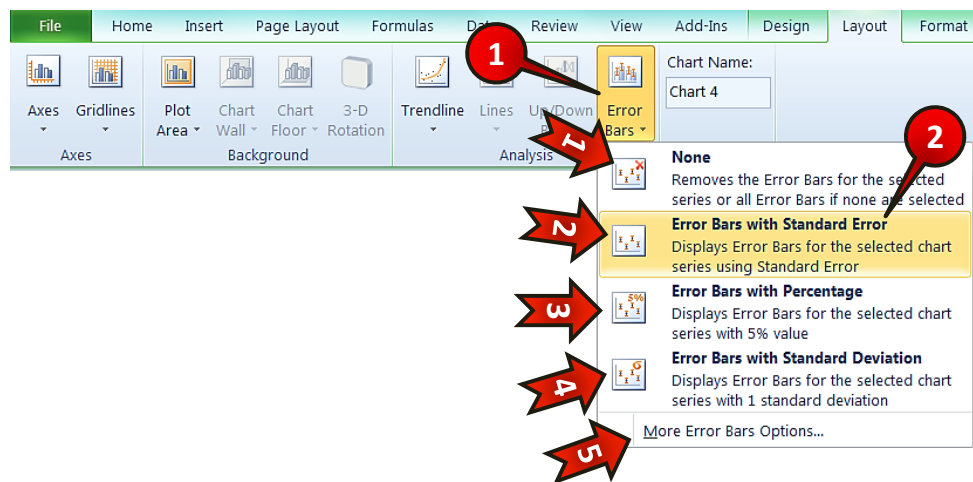 File Home Insert Page Layout Formulas Review View Add-Ins Design Layout Format
1
Chart Name:
Chart 4
Axes Gridlines Plot Area Chart Wall Chart Floor 3-D Rotation Trendline Lines Up/Down Error Bars
Axes Background Analysis
2
1
None
Removes the Error Bars for the selected
series or all Error Bars if none are selected
2
Error Bars with Standard Error
Displays Error Bars for the selected chart
series using Standard Error
3
5%
Error Bars with Percentage
Displays Error Bars for the selected chart
series with 5% value
4
σ
Error Bars with Standard Deviation
Displays Error Bars for the selected chart
series with 1 standard deviation
5
More Error Bars Options...